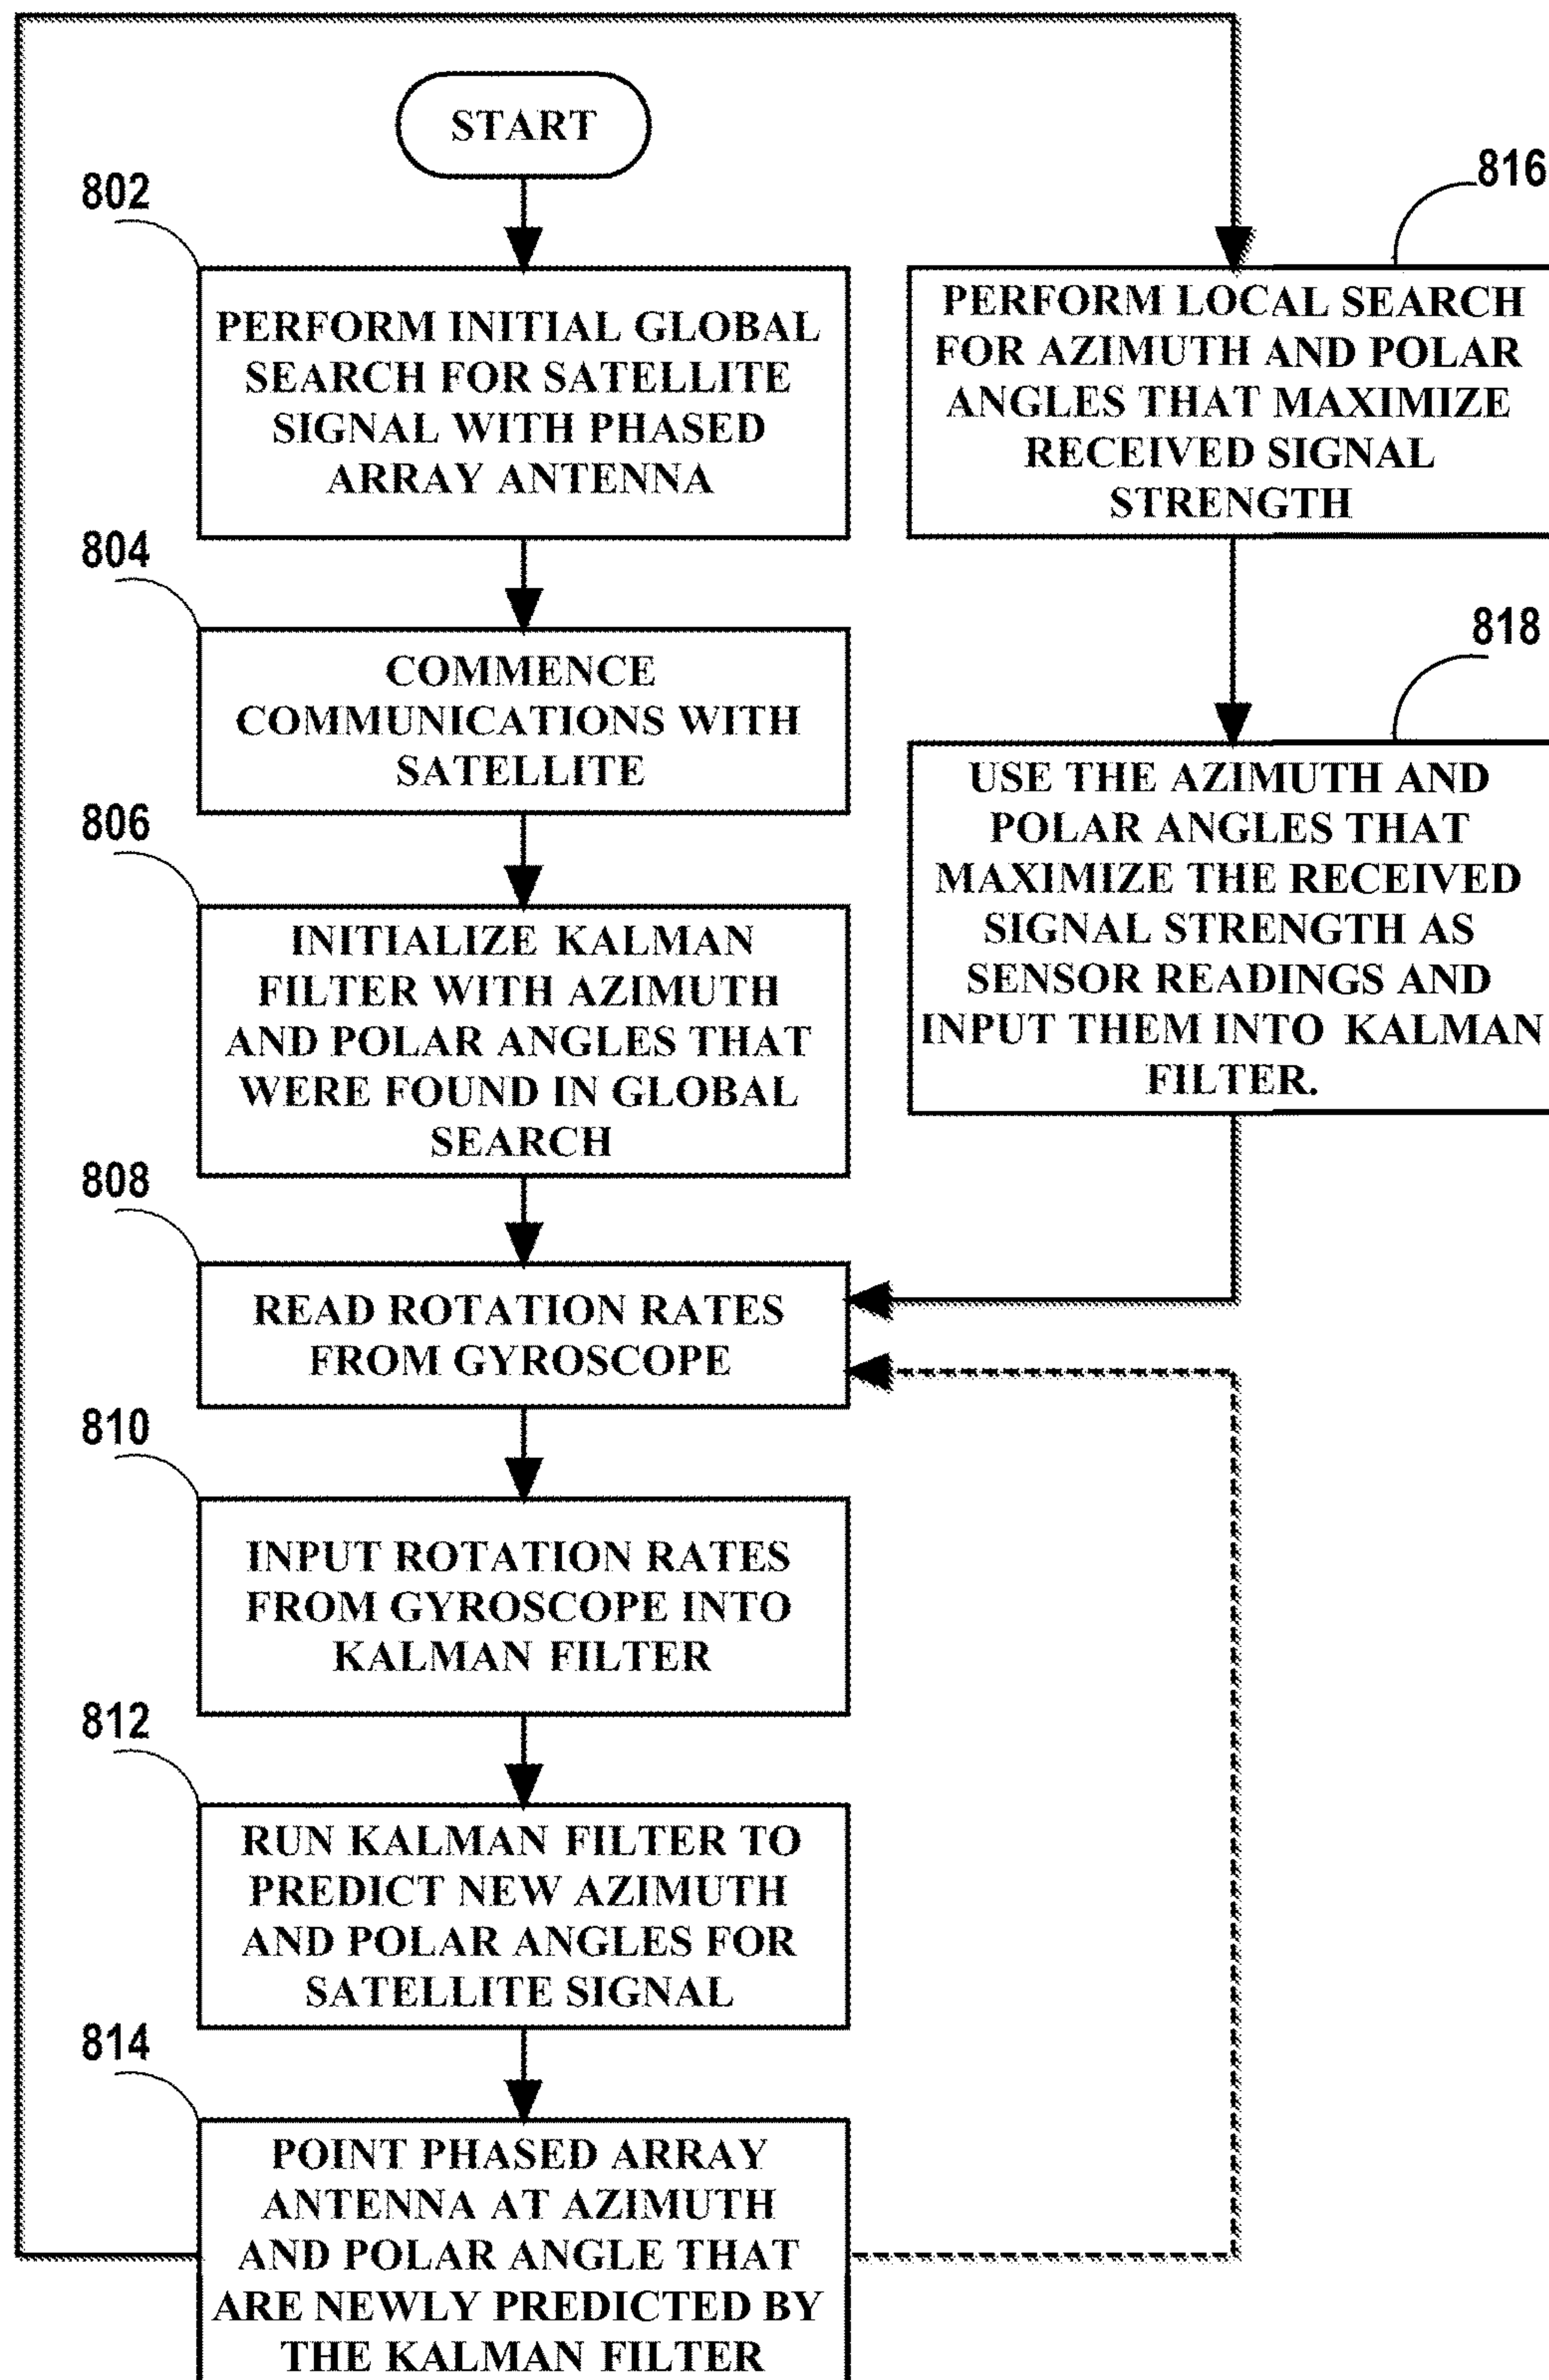 START
802
PERFORM INITIAL GLOBAL
SEARCH FOR SATELLITE
SIGNAL WITH PHASED
ARRAY ANTENNA
804
COMMENCE
COMMUNICATIONS WITH
SATELLITE
806
INITIALIZE KALMAN
FILTER WITH AZIMUTH
AND POLAR ANGLES THAT
WERE FOUND IN GLOBAL
SEARCH
808
READ ROTATION RATES
FROM GYROSCOPE
810
INPUT ROTATION RATES
FROM GYROSCOPE INTO
KALMAN FILTER
812
RUN KALMAN FILTER TO
PREDICT NEW AZIMUTH
AND POLAR ANGLES FOR
SATELLITE SIGNAL
814
POINT PHASED ARRAY
ANTENNA AT AZIMUTH
AND POLAR ANGLE THAT
ARE NEWLY PREDICTED BY
THE KALMAN FILTER
816
PERFORM LOCAL SEARCH
FOR AZIMUTH AND POLAR
ANGLES THAT MAXIMIZE
RECEIVED SIGNAL
STRENGTH
818
USE THE AZIMUTH AND
POLAR ANGLES THAT
MAXIMIZE THE RECEIVED
SIGNAL STRENGTH AS
SENSOR READINGS AND
INPUT THEM INTO KALMAN
FILTER.